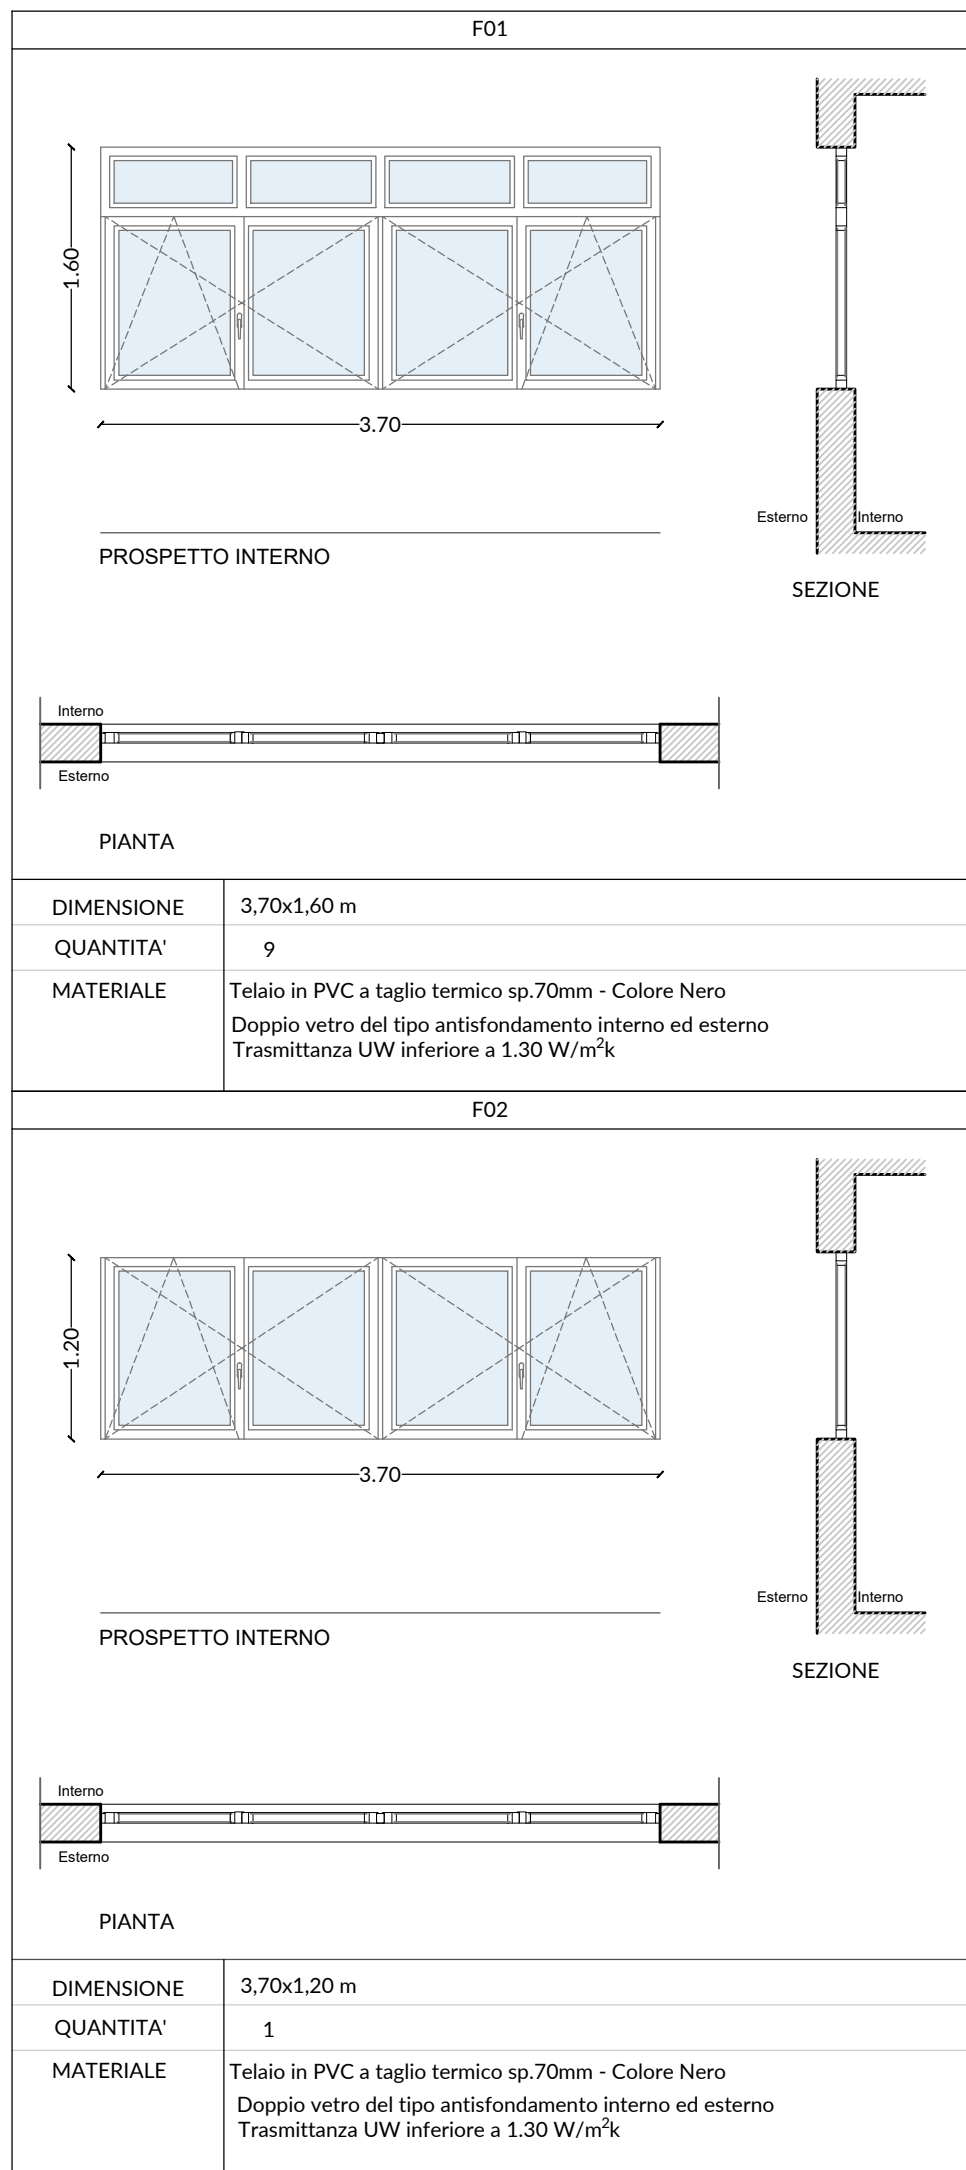 F01
1.60
3.70
Esterno
Interno
PROSPETTO INTERNO
SEZIONE
Interno
Esterno
PIANTA
DIMENSIONE 3,70x1,60 m
QUANTITA' 9
MATERIALE Telaio in PVC a taglio termico sp.70mm - Colore Nero
Doppio vetro del tipo antisfondamento interno ed esterno
Trasmittanza UW inferiore a 1.30 W/m²k
F02
1.20
3.70
Esterno
Interno
PROSPETTO INTERNO
SEZIONE
Interno
Esterno
PIANTA
DIMENSIONE 3,70x1,20 m
QUANTITA' 1
MATERIALE Telaio in PVC a taglio termico sp.70mm - Colore Nero
Doppio vetro del tipo antisfondamento interno ed esterno
Trasmittanza UW inferiore a 1.30 W/m²k